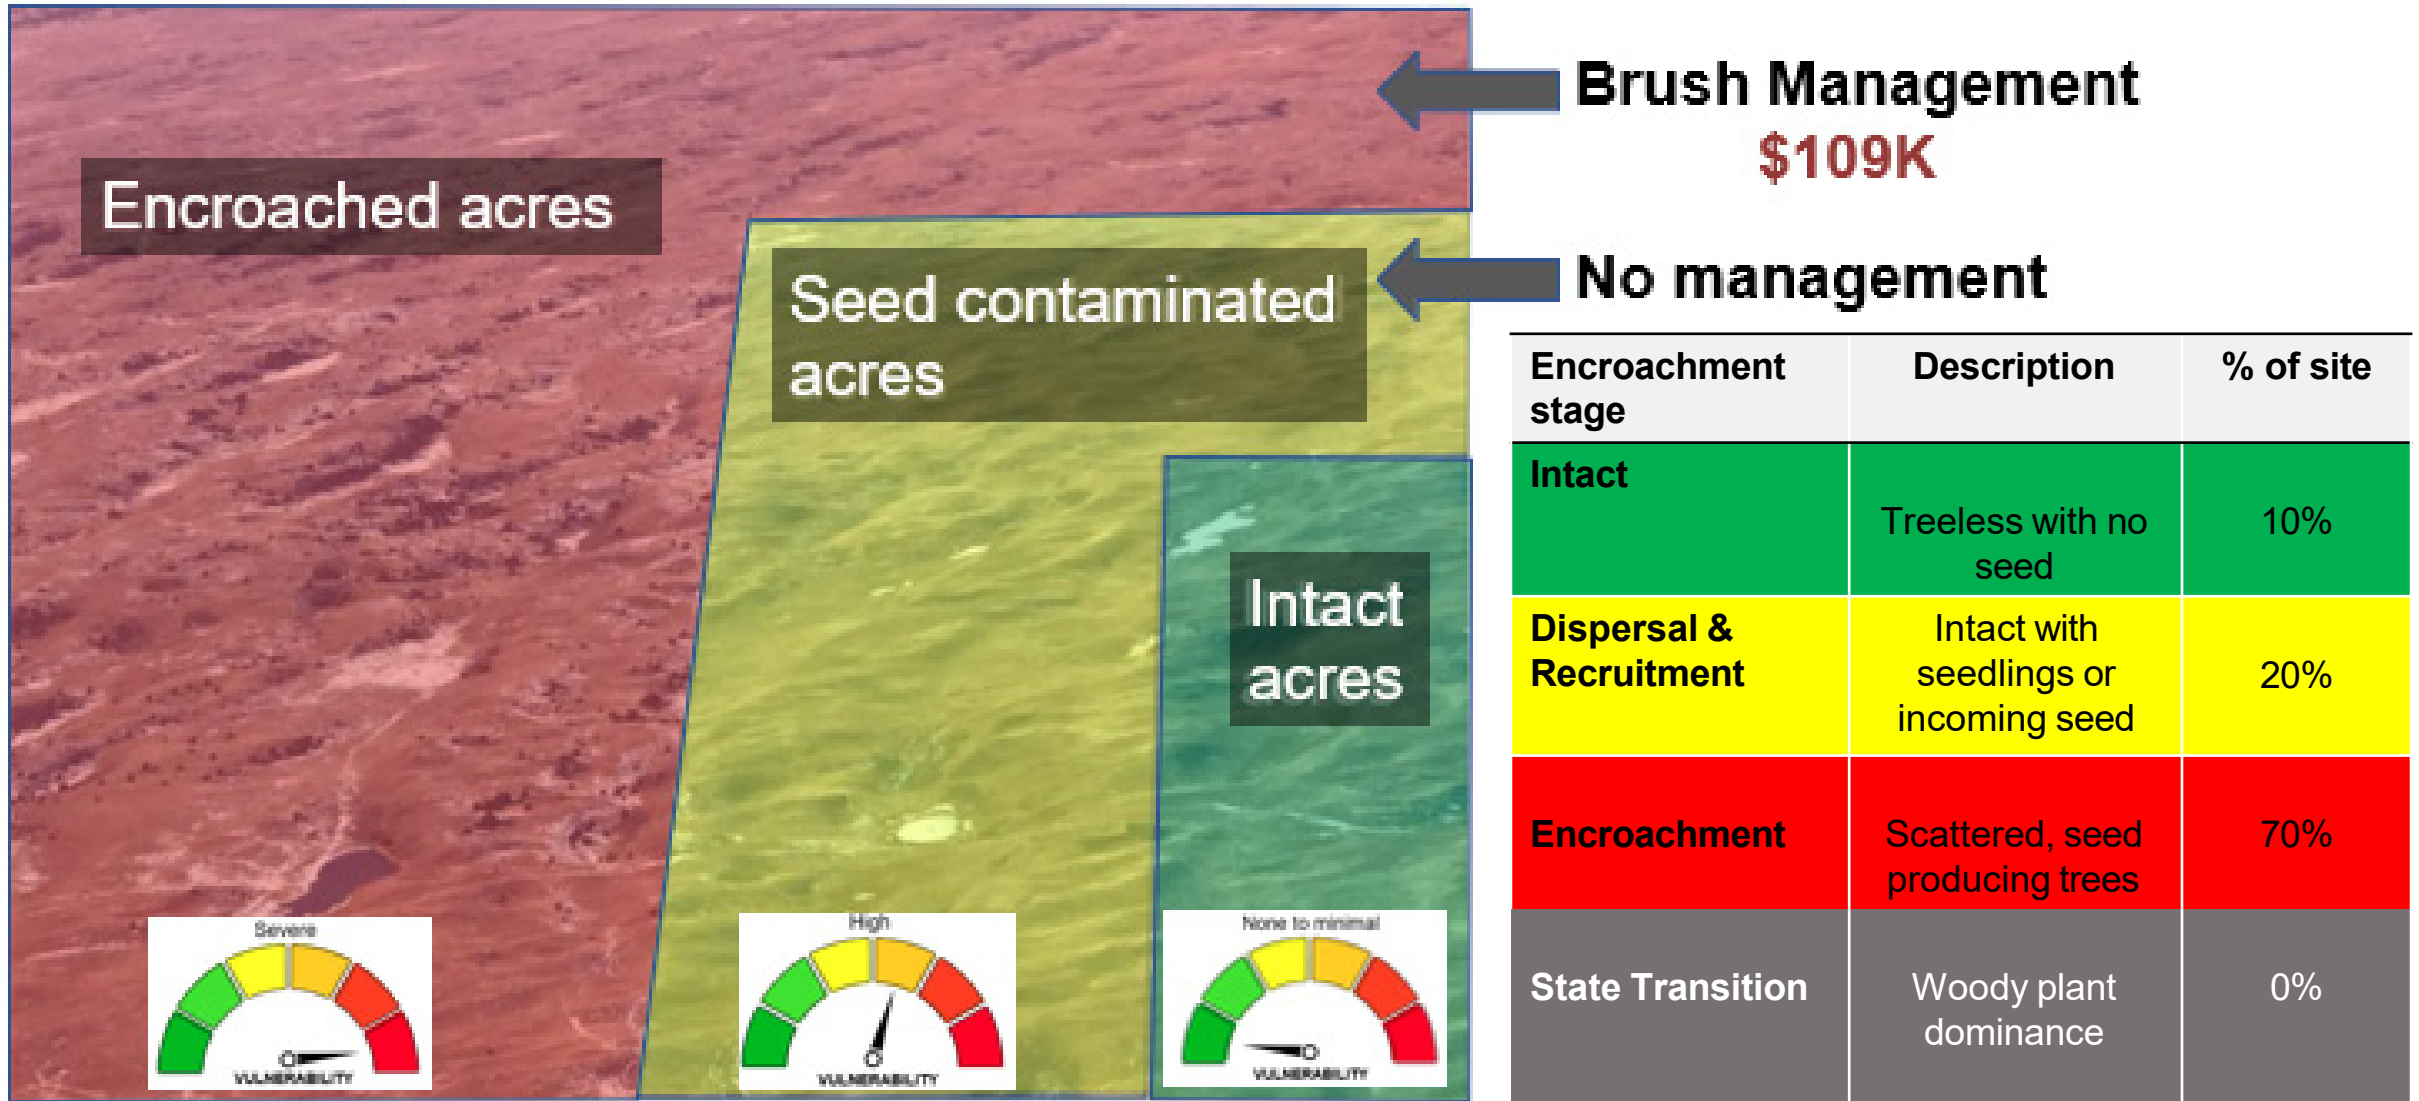 Brush Management
$109K
Encroached acres
No management
Seed contaminated
acres
Intact
acres
Severe
VULNERABILITY
High
VULNERABILITY
None to minimal
VULNERABILITY
Encroachment
stage
Description
% of site
Intact
Treeless with no
seed
10%
Dispersal &
Recruitment
Intact with
seedlings or
incoming seed
20%
Encroachment
Scattered, seed
producing trees
70%
State Transition
Woody plant
dominance
0%